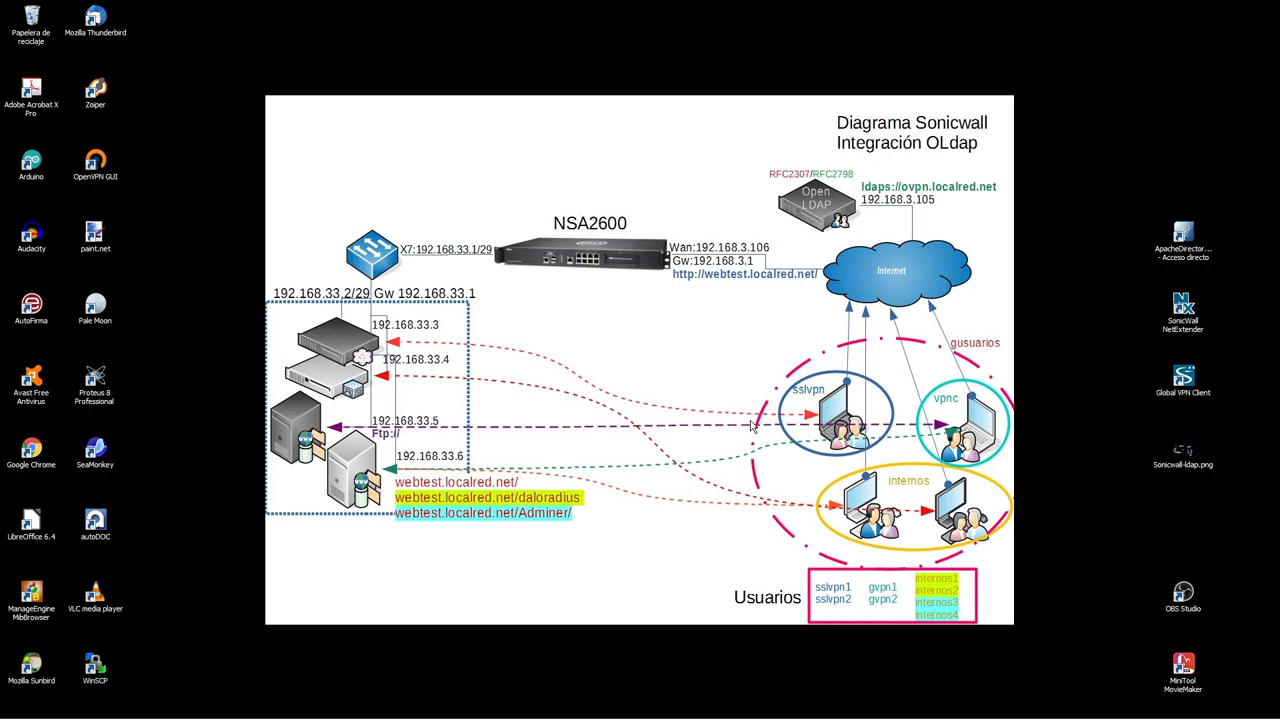 Papelera de
reciclaje
Mozilla Thunderbird
Adobe Acrobat X
Pro
Zoiper
Arduino
OpenVPN GUI
Audacity
paint.net
AutoFirma
Pale Moon
Avast Free
Antivirus
Proteus 8
Professional
Google Chrome
SeaMonkey
LibreOffice 6.4
autoDOC
ManageEngine
MibBrowser
VLC media player
Mozilla Sunbird
WinSCP
Diagrama Sonicwall
Integración OLdap
RFC2307/RFC2798
Open
LDAP
ldaps://ovpn.localred.net
192.168.3.105
NSA2600
X7:192.168.33.1/29
Wan:192.168.3.106
Gw:192.168.3.1
http://webtest.localred.net/
Internet
192.168.33.2/29 Gw 192.168.33.1
192.168.33.3
192.168.33.4
192.168.33.5
Ftp://
192.168.33.6
webtest.localred.net/
webtest.localred.net/daloradius
webtest.localred.net/Adminer/
gusuarios
sslvpn
vpnc
internos
Usuarios
sslvpn1 gvpn1 internos1
sslvpn2 gvpn2 internos2
internos3
internos4
ApacheDirector...
- Acceso directo
SonicWall
NetExtender
Global VPN Client
Sonicwall-ldap.png
OBS Studio
MiniTool
MovieMaker